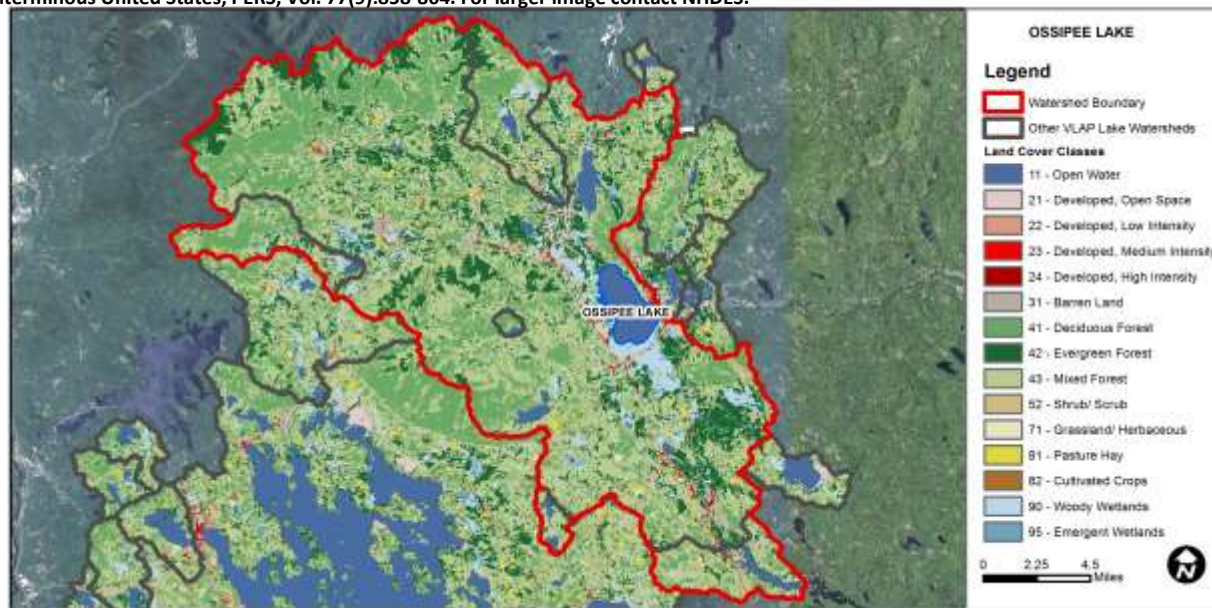 terminous United States, PERS, Vol. 77(9):858-864. For larger image contact NHDES.
OSSIPEE LAKE
Legend
Watershed Boundary
Other VLAP Lake Watersheds
Land Cover Classes
11 - Open Water
21 - Developed, Open Space
22 - Developed, Low Intensity
23 - Developed, Medium Intensity
24 - Developed, High Intensity
31 - Barren Land
41 - Deciduous Forest
42 - Evergreen Forest
43 - Mixed Forest
52 - Shrub/ Scrub
71 - Grassland/ Herbaceous
81 - Pasture Hay
82 - Cultivated Crops
90 - Woody Wetlands
95 - Emergent Wetlands
0 2.25 4.5
Miles
N
OSSIPEE LAKE